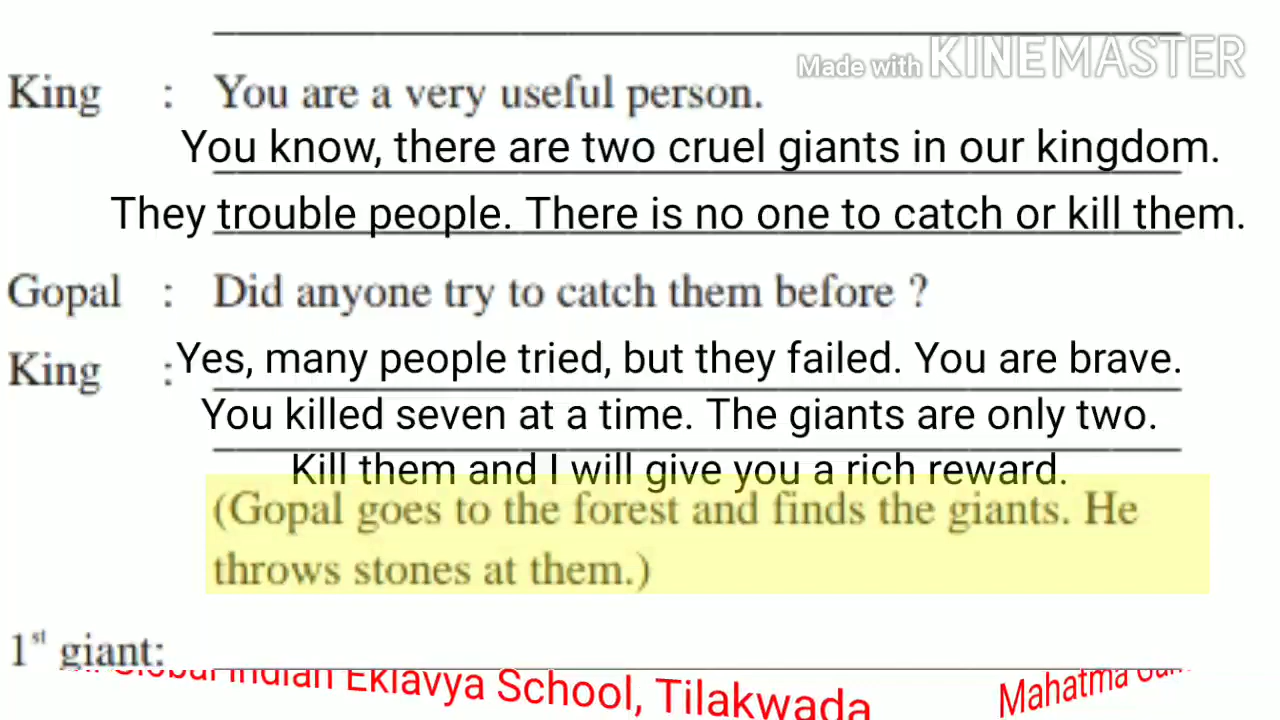 Made with KINEMASTER
King : You are a very useful person.
You know, there are two cruel giants in our kingdom.
They trouble people. There is no one to catch or kill them.
Gopal : Did anyone try to catch them before ?
King : Yes, many people tried, but they failed. You are brave.
You killed seven at a time. The giants are only two.
Kill them and I will give you a rich reward.
(Gopal goes to the forest and finds the giants. He
throws stones at them.)
1st giant:
Global Indian Eklavya School, Tilakwada
Mahatma